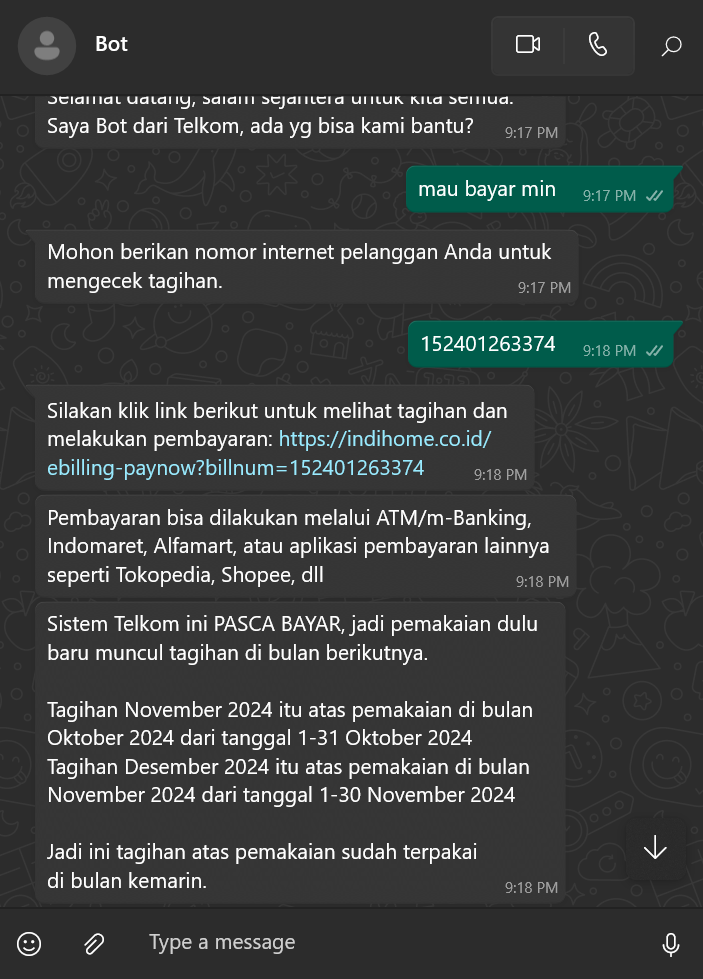 Bot
Selamat datang, salam sejahtera untuk kita semua.
Saya Bot dari Telkom, ada yg bisa kami bantu?
9:17 PM
mau bayar min
9:17 PM
Mohon berikan nomor internet pelanggan Anda untuk
mengecek tagihan.
9:17 PM
152401263374
9:18 PM
Silakan klik link berikut untuk melihat tagihan dan
melakukan pembayaran: https://indihome.co.id/
ebilling-paynow?billnum=152401263374
9:18 PM
Pembayaran bisa dilakukan melalui ATM/m-Banking,
Indomaret, Alfamart, atau aplikasi pembayaran lainnya
seperti Tokopedia, Shopee, dll
9:18 PM
Sistem Telkom ini PASCA BAYAR, jadi pemakaian dulu
baru muncul tagihan di bulan berikutnya.
Tagihan November 2024 itu atas pemakaian di bulan
Oktober 2024 dari tanggal 1-31 Oktober 2024
Tagihan Desember 2024 itu atas pemakaian di bulan
November 2024 dari tanggal 1-30 November 2024
Jadi ini tagihan atas pemakaian sudah terpakai
di bulan kemarin.
9:18 PM
Type a message